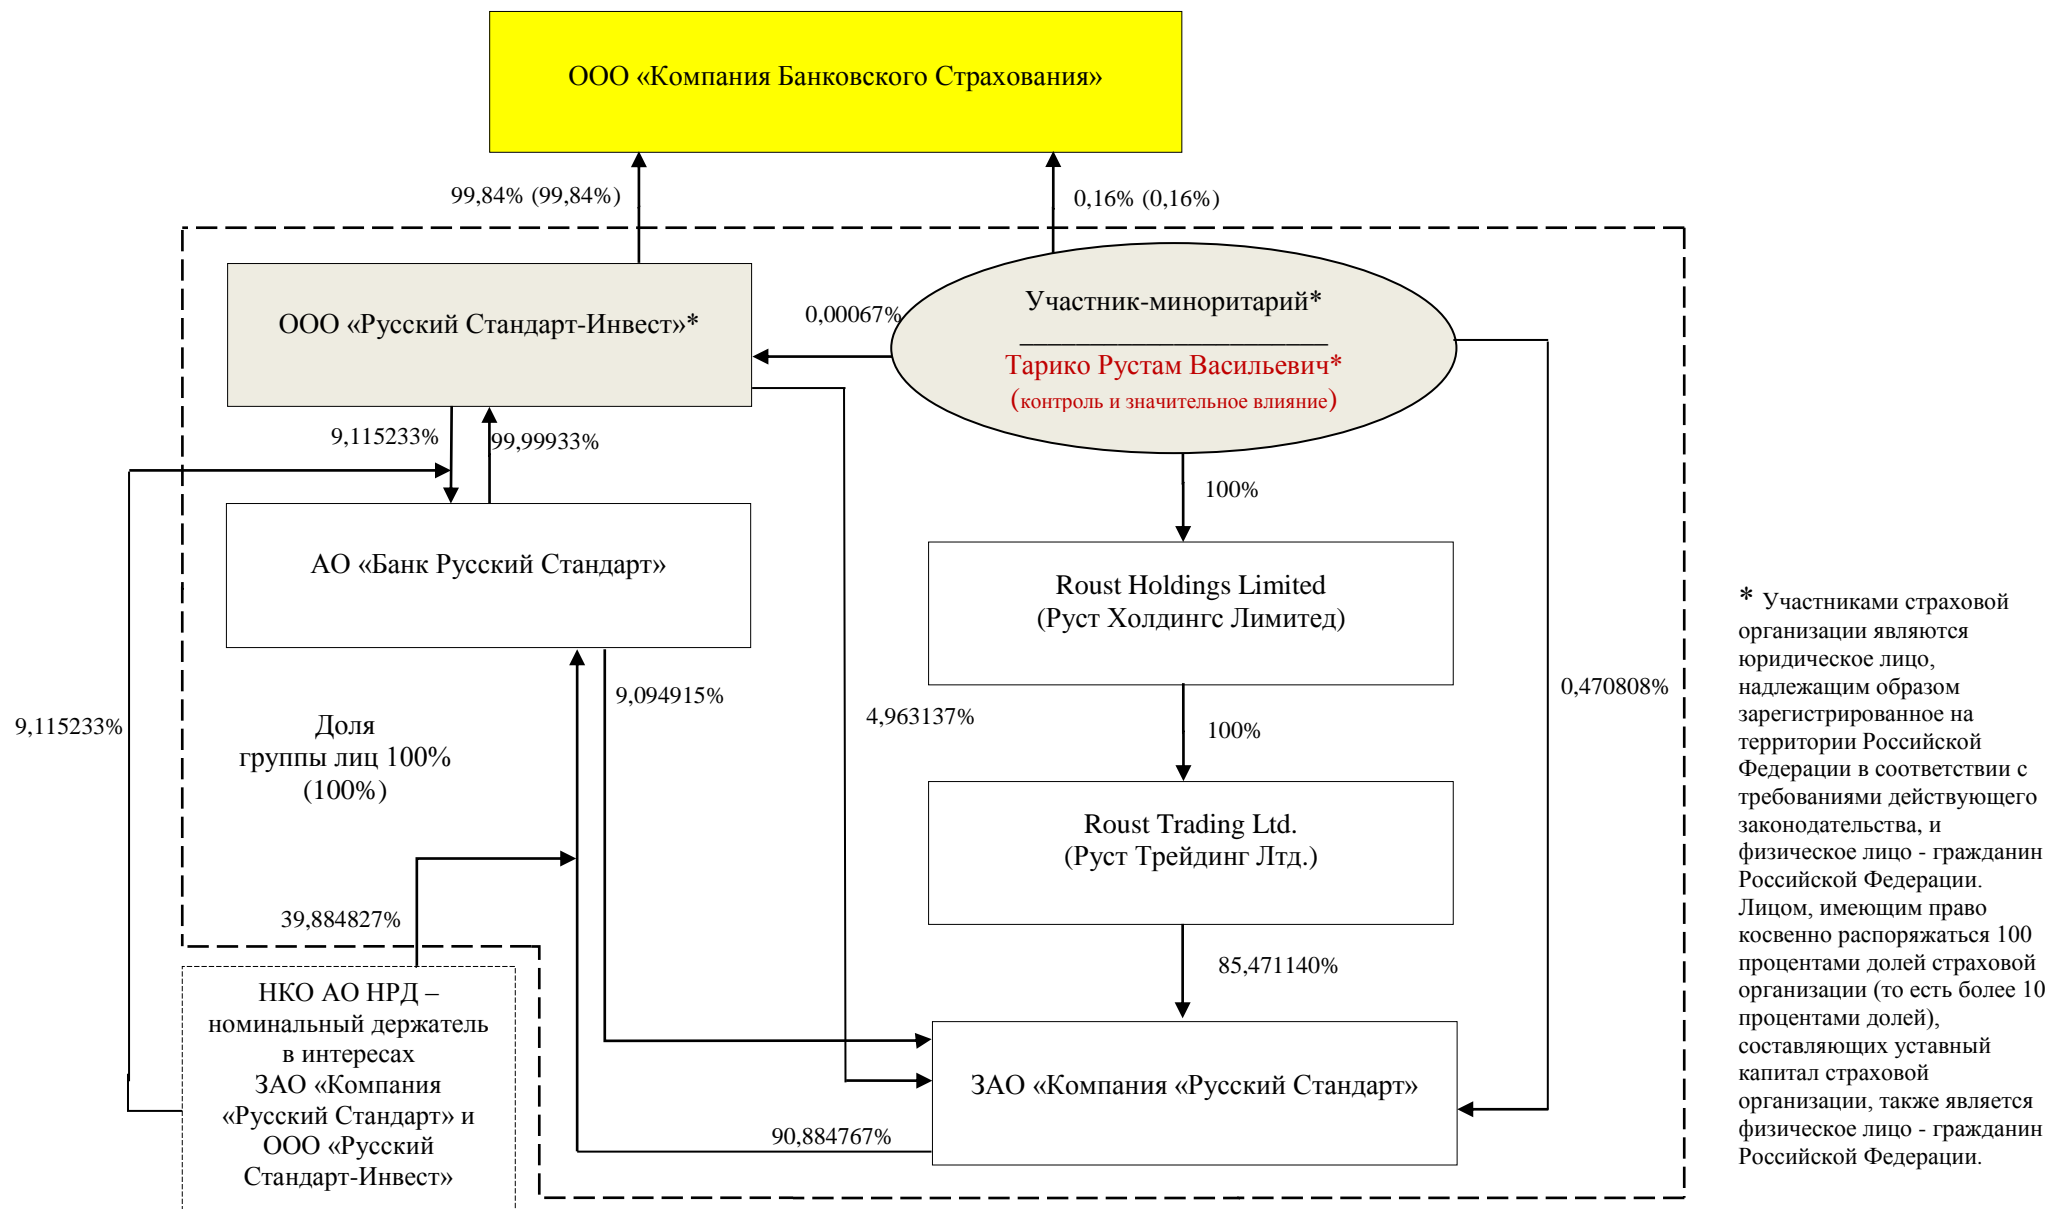 ООО «Компания Банковского Страхования»
99,84% (99,84%)
0,16% (0,16%)
ООО «Русский Стандарт-Инвест»*
0,00067%
Участник-миноритарий*
Тарико Рустам Васильевич*
(контроль и значительное влияние)
9,115233%
99,99933%
100%
АО «Банк Русский Стандарт»
Roust Holdings Limited
(Руст Холдингс Лимитед)
9,115233%
9,094915%
4,963137%
100%
0,470808%
Доля
группы лиц 100%
(100%)
Roust Trading Ltd.
(Руст Трейдинг Лтд.)
39,884827%
85,471140%
НКО АО НРД –
номинальный держатель
в интересах
ЗАО «Компания
«Русский Стандарт» и
ООО «Русский
Стандарт-Инвест»
ЗАО «Компания «Русский Стандарт»
90,884767%
* Участниками страховой
организации являются
юридическое лицо,
надлежащим образом
зарегистрированное на
территории Российской
Федерации в соответствии с
требованиями действующего
законодательства, и
физическое лицо - гражданин
Российской Федерации.
Лицом, имеющим право
косвенно распоряжаться 100
процентами долей страховой
организации (то есть более 10
процентами долей),
составляющих уставный
капитал страховой
организации, также является
физическое лицо - гражданин
Российской Федерации.